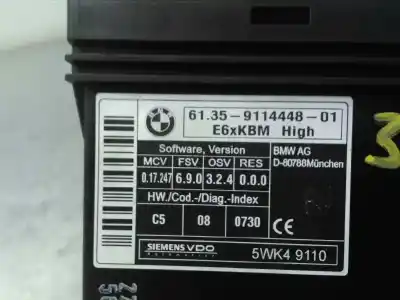 BMW
61.35-9114448-01
E6xKBM High
Software, Version
BMW AG
D-80788München
MCV FSV OSV RES
0.17.247 6.9.0 3.2.4 0.0.0
HW./Cod.-/Diag.-Index
C5 08 0730
CE
SIEMENS VDO
Automotive
5WK4 9110
3